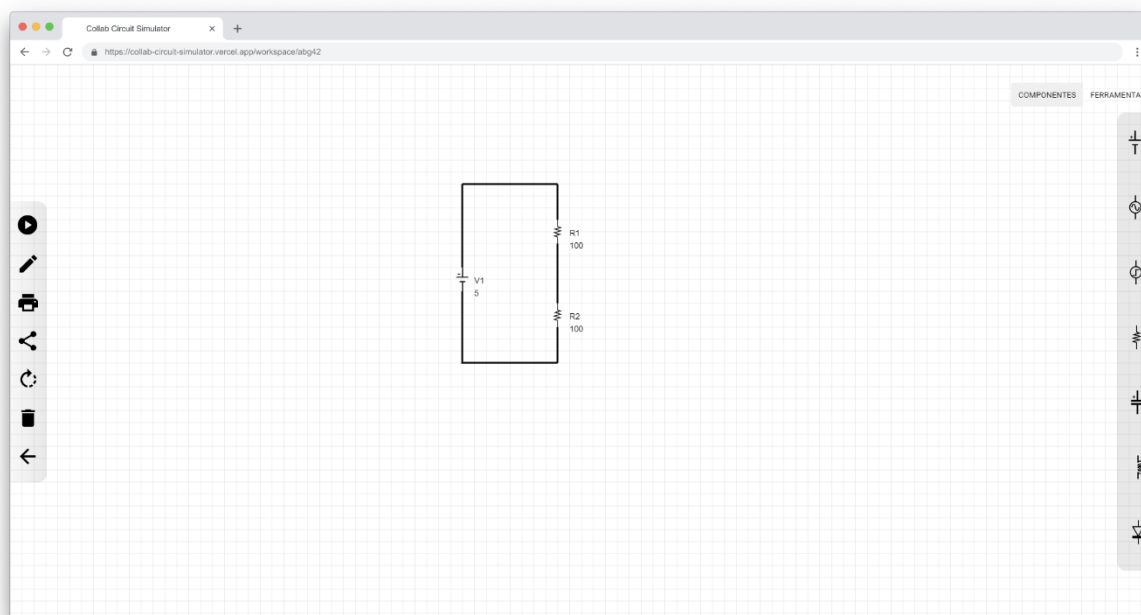 Collab Circuit Simulator
https://collab-circuit-simulator.vercel.app/workspace/abg42
COMPONENTES FERRAMENTA
R1
100
V1
5
R2
100